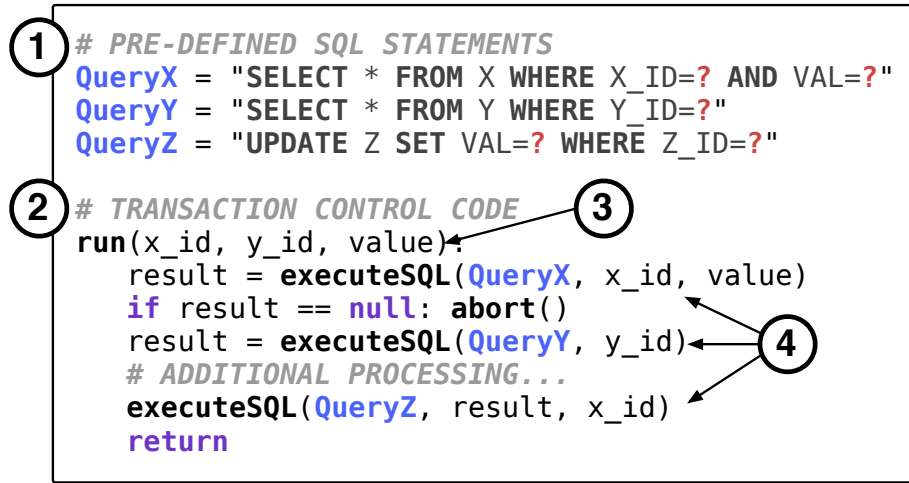 1 # PRE-DEFINED SQL STATEMENTS
QueryX = "SELECT * FROM X WHERE X_ID=? AND VAL=?"
QueryY = "SELECT * FROM Y WHERE Y_ID=?"
QueryZ = "UPDATE Z SET VAL=? WHERE Z_ID=?"
2 # TRANSACTION CONTROL CODE 3
run(x_id, y_id, value):
result = executeSQL(QueryX, x_id, value)
if result == null: abort()
result = executeSQL(QueryY, y_id) 4
# ADDITIONAL PROCESSING...
executeSQL(QueryZ, result, x_id)
return